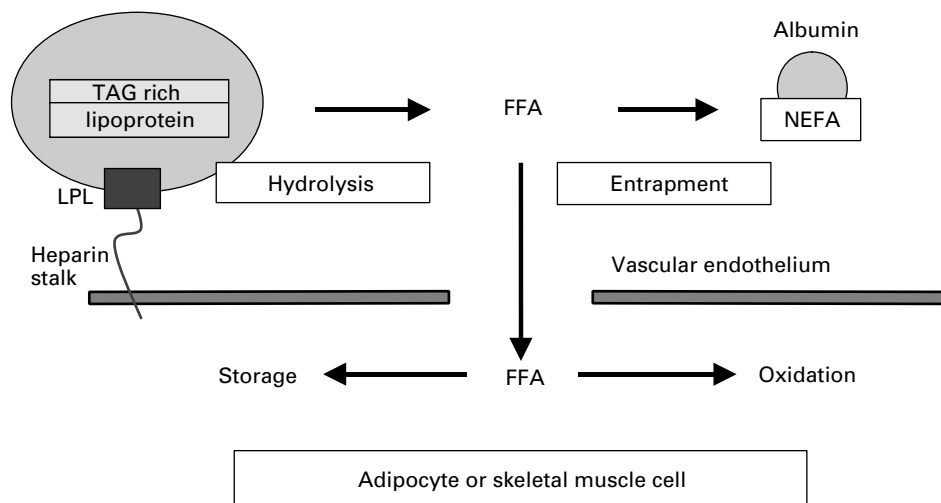 Albumin
TAG rich
lipoprotein
FFA
NEFA
LPL
Hydrolysis
Entrapment
Heparin
stalk
Vascular endothelium
Storage
FFA
Oxidation
Adipocyte or skeletal muscle cell